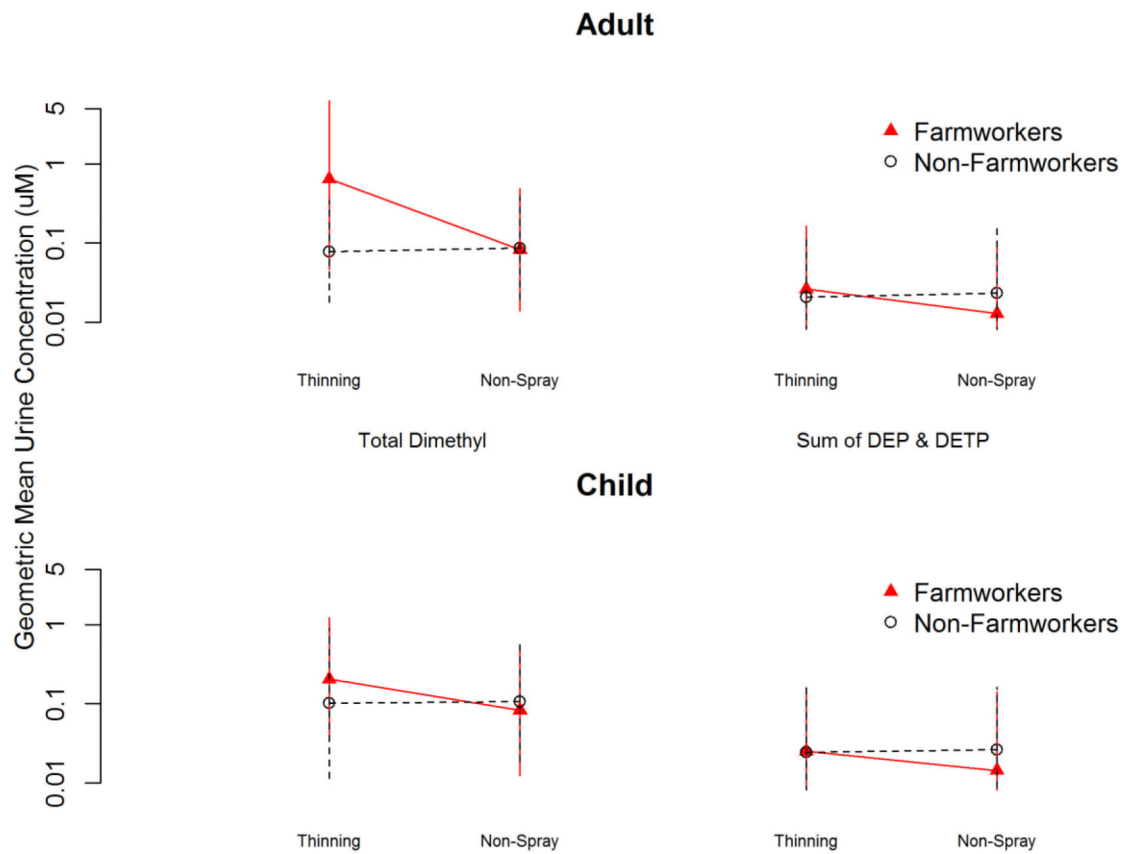 Adult
Geometric Mean Urine Concentration (uM)
5
1
0.1
0.01
Farmworkers
Non-Farmworkers
Thinning
Non-Spray
Thinning
Non-Spray
Total Dimethyl
Sum of DEP & DETP
Child
5
1
0.1
0.01
Farmworkers
Non-Farmworkers
Thinning
Non-Spray
Thinning
Non-Spray